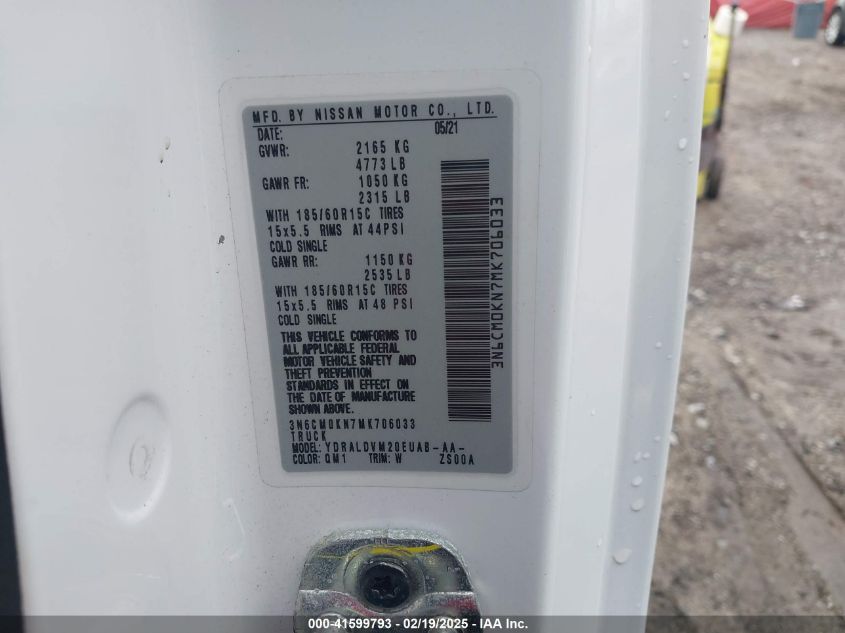 MFD. BY NISSAN MOTOR CO., LTD.
DATE: 05/21
GVWR: 2165 KG
4773 LB
GAWR FR: 1050 KG
2315 LB
WITH 185/60R15C TIRES
15x5.5 RIMS AT 44PSI
COLD SINGLE
GAWR RR: 1150 KG
2535 LB
WITH 185/60R15C TIRES
15x5.5 RIMS AT 48 PSI
COLD SINGLE
THIS VEHICLE CONFORMS TO
ALL APPLICABLE FEDERAL
MOTOR VEHICLE SAFETY AND
THEFT PREVENTION
STANDARDS IN EFFECT ON
THE DATE OF MANUFACTURE
SHOWN ABOVE.
3N6CM0KN7MK706033
TRUCK
MODEL: YDRALDVM20EUAB-AA-
COLOR: QM1 TRIM: W ZS00A
3N6CM0KN7MK706033
000-41599793 - 02/19/2025 - IAA Inc.